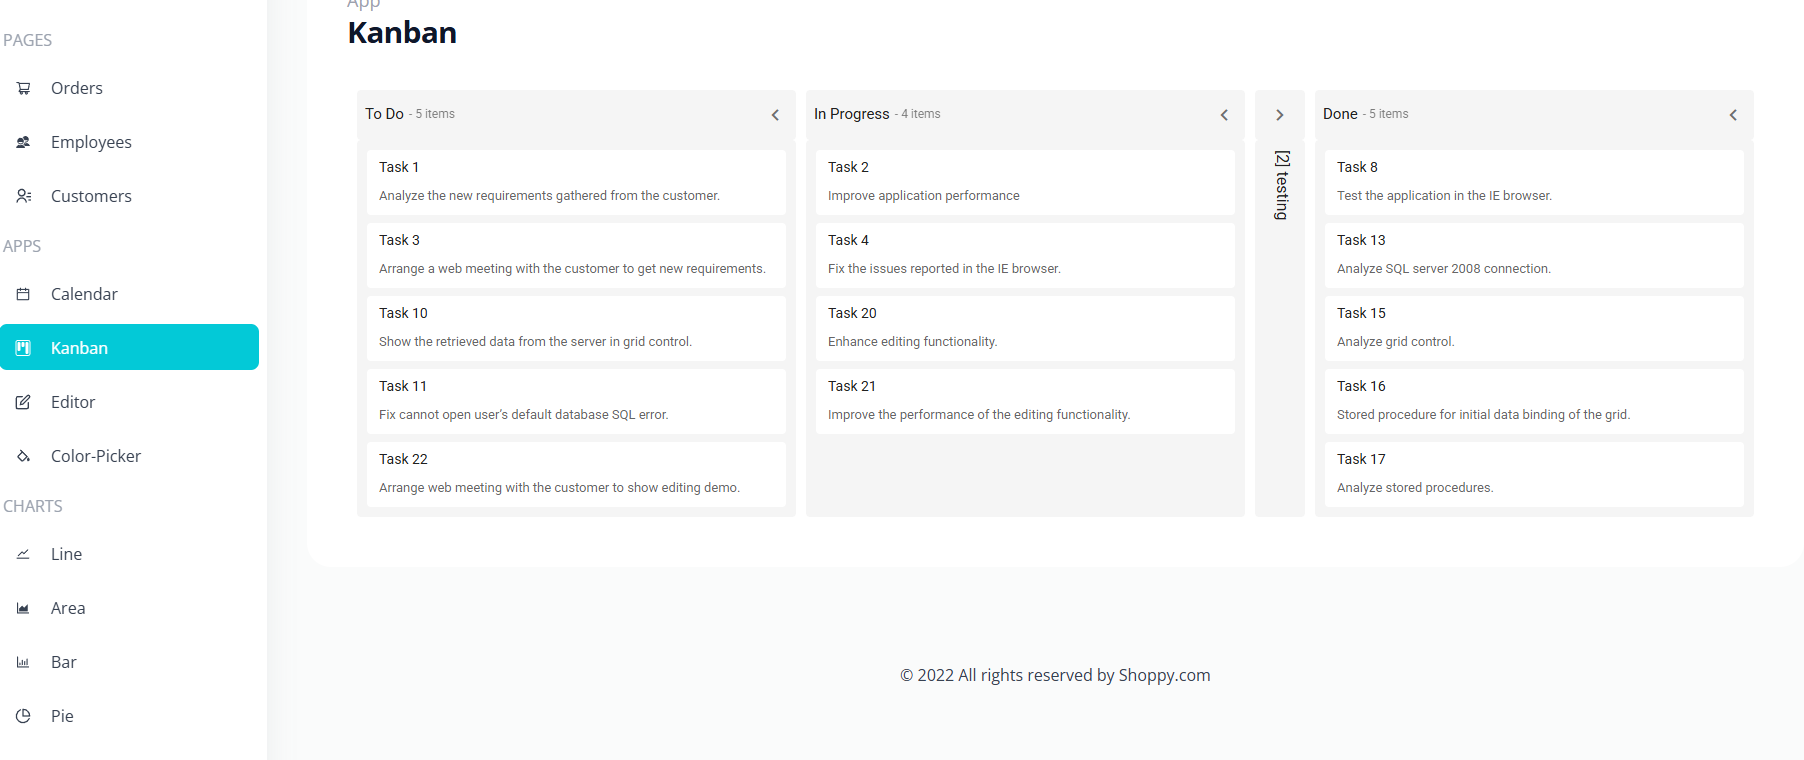 App
Kanban
PAGES
Orders
Employees
Customers
APPS
Calendar
Kanban
Editor
Color-Picker
CHARTS
Line
Area
Bar
Pie
To Do - 5 items
Task 1
Analyze the new requirements gathered from the customer.
Task 3
Arrange a web meeting with the customer to get new requirements.
Task 10
Show the retrieved data from the server in grid control.
Task 11
Fix cannot open user's default database SQL error.
Task 22
Arrange web meeting with the customer to show editing demo.
In Progress - 4 items
Task 2
Improve application performance
Task 4
Fix the issues reported in the IE browser.
Task 20
Enhance editing functionality.
Task 21
Improve the performance of the editing functionality.
[2] testing
Done - 5 items
Task 8
Test the application in the IE browser.
Task 13
Analyze SQL server 2008 connection.
Task 15
Analyze grid control.
Task 16
Stored procedure for initial data binding of the grid.
Task 17
Analyze stored procedures.
© 2022 All rights reserved by Shoppy.com